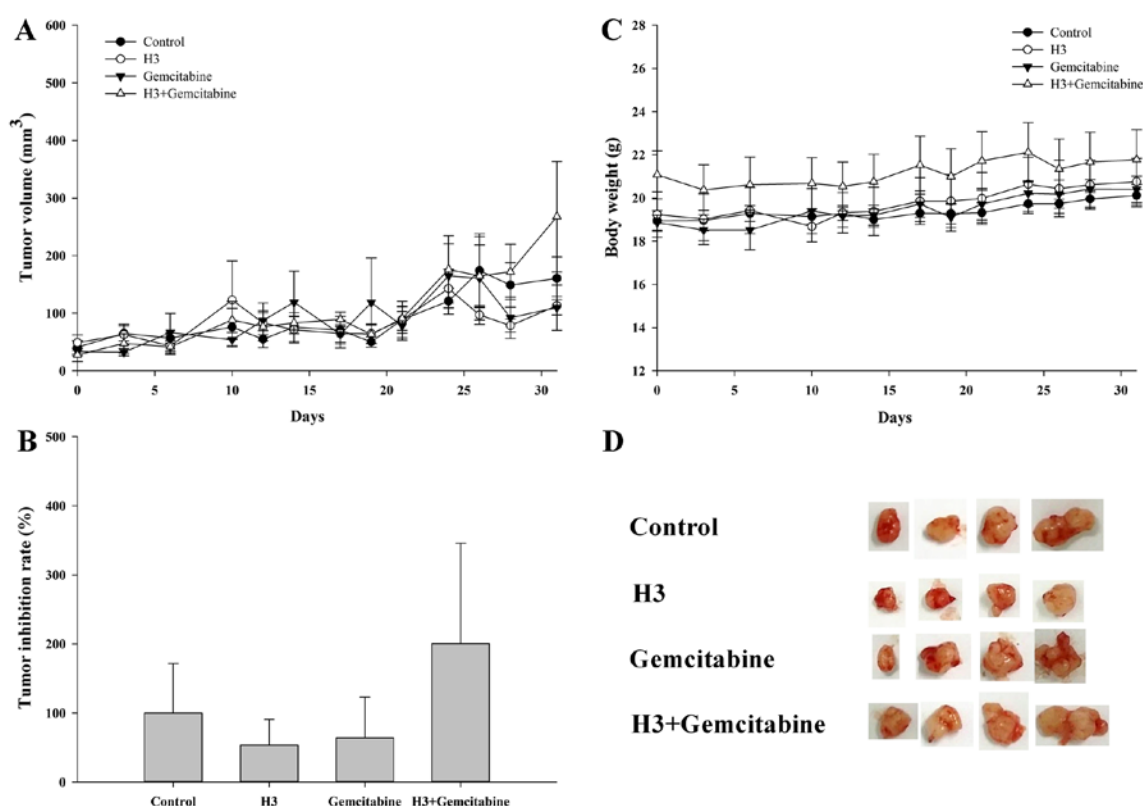 A
Control
H3
Gemcitabine
H3+Gemcitabine
Tumor volume (mm3)
600
500
400
300
200
100
0
0 5 10 15 20 25 30
Days
C
Control
H3
Gemcitabine
H3+Gemcitabine
Body weight (g)
28
26
24
22
20
18
16
14
12
0 5 10 15 20 25 30
Days
B
Tumor inhibition rate (%)
500
400
300
200
100
0
Control H3 Gemcitabine H3+Gemcitabine
D
Control
H3
Gemcitabine
H3+Gemcitabine